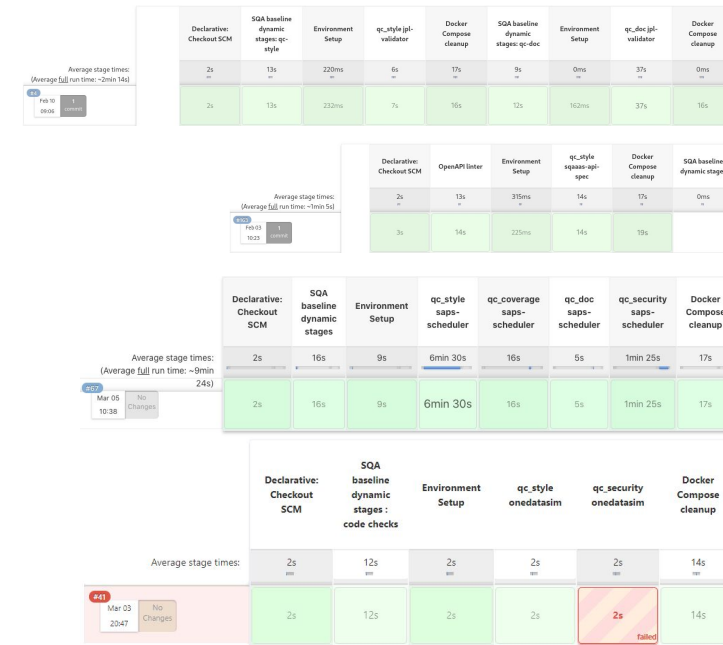 Declarative: Checkout SCM
SQA baseline dynamic stages: qc-style
Environment Setup
qc_style jpl-validator
Docker Compose cleanup
SQA baseline dynamic stages: qc-doc
Environment Setup
qc_doc jpl-validator
Docker Compose cleanup
Average stage times: 2s 13s 220ms 6s 17s 9s 0ms 37s 0ms
(Average full run time: ~2min 14s)
#4
Feb 10 1 commit
09:06
2s 13s 232ms 7s 16s 12s 162ms 37s 16s
Declarative: Checkout SCM
OpenAPI linter
Environment Setup
qc_style sqaaas-api-spec
Docker Compose cleanup
SQA baseline dynamic stage
Average stage times: 2s 13s 315ms 14s 17s 0ms
(Average full run time: ~1min 5s)
Feb 03 1 commit
10:23
3s 14s 225ms 14s 19s
Declarative: Checkout SCM
SQA baseline dynamic stages
Environment Setup
qc_style saps-scheduler
qc_coverage saps-scheduler
qc_doc saps-scheduler
qc_security saps-scheduler
Docker Compose cleanup
Average stage times: 2s 16s 9s 6min 30s 16s 5s 1min 25s 17s
(Average full run time: ~9min 24s)
#67
Mar 05 No Changes
10:38
2s 16s 9s 6min 30s 16s 5s 1min 25s 17s
Declarative: Checkout SCM
SQA baseline dynamic stages : code checks
Environment Setup
qc_style onedatasim
qc_security onedatasim
Docker Compose cleanup
Average stage times: 2s 12s 2s 2s 2s 14s
#41
Mar 03 No Changes
20:47
2s 12s 2s 2s 2s 14s
failed